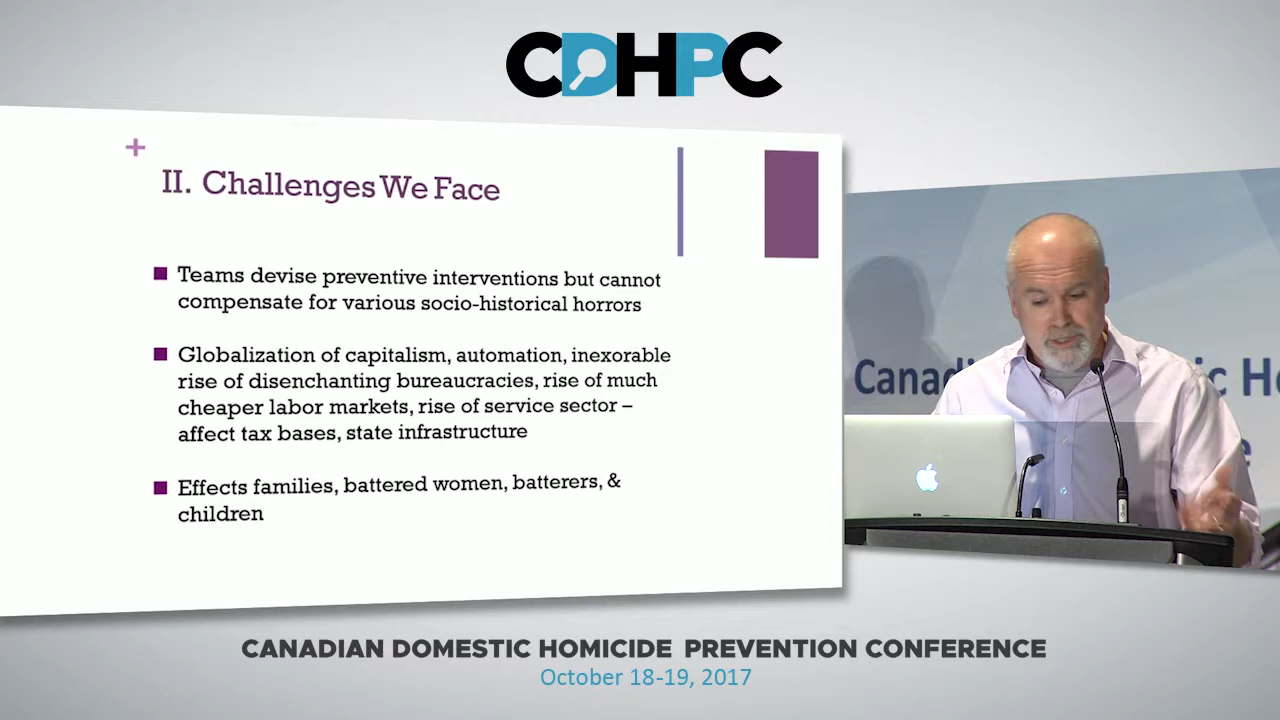 CDHPC
+
II. Challenges We Face
Teams devise preventive interventions but cannot
compensate for various socio-historical horrors
Globalization of capitalism, automation, inexorable
rise of disenchanting bureaucracies, rise of much
cheaper labor markets, rise of service sector –
affect tax bases, state infrastructure
Effects families, battered women, batterers, &
children
Canad
c Ho
e
CANADIAN DOMESTIC HOMICIDE PREVENTION CONFERENCE
October 18-19, 2017